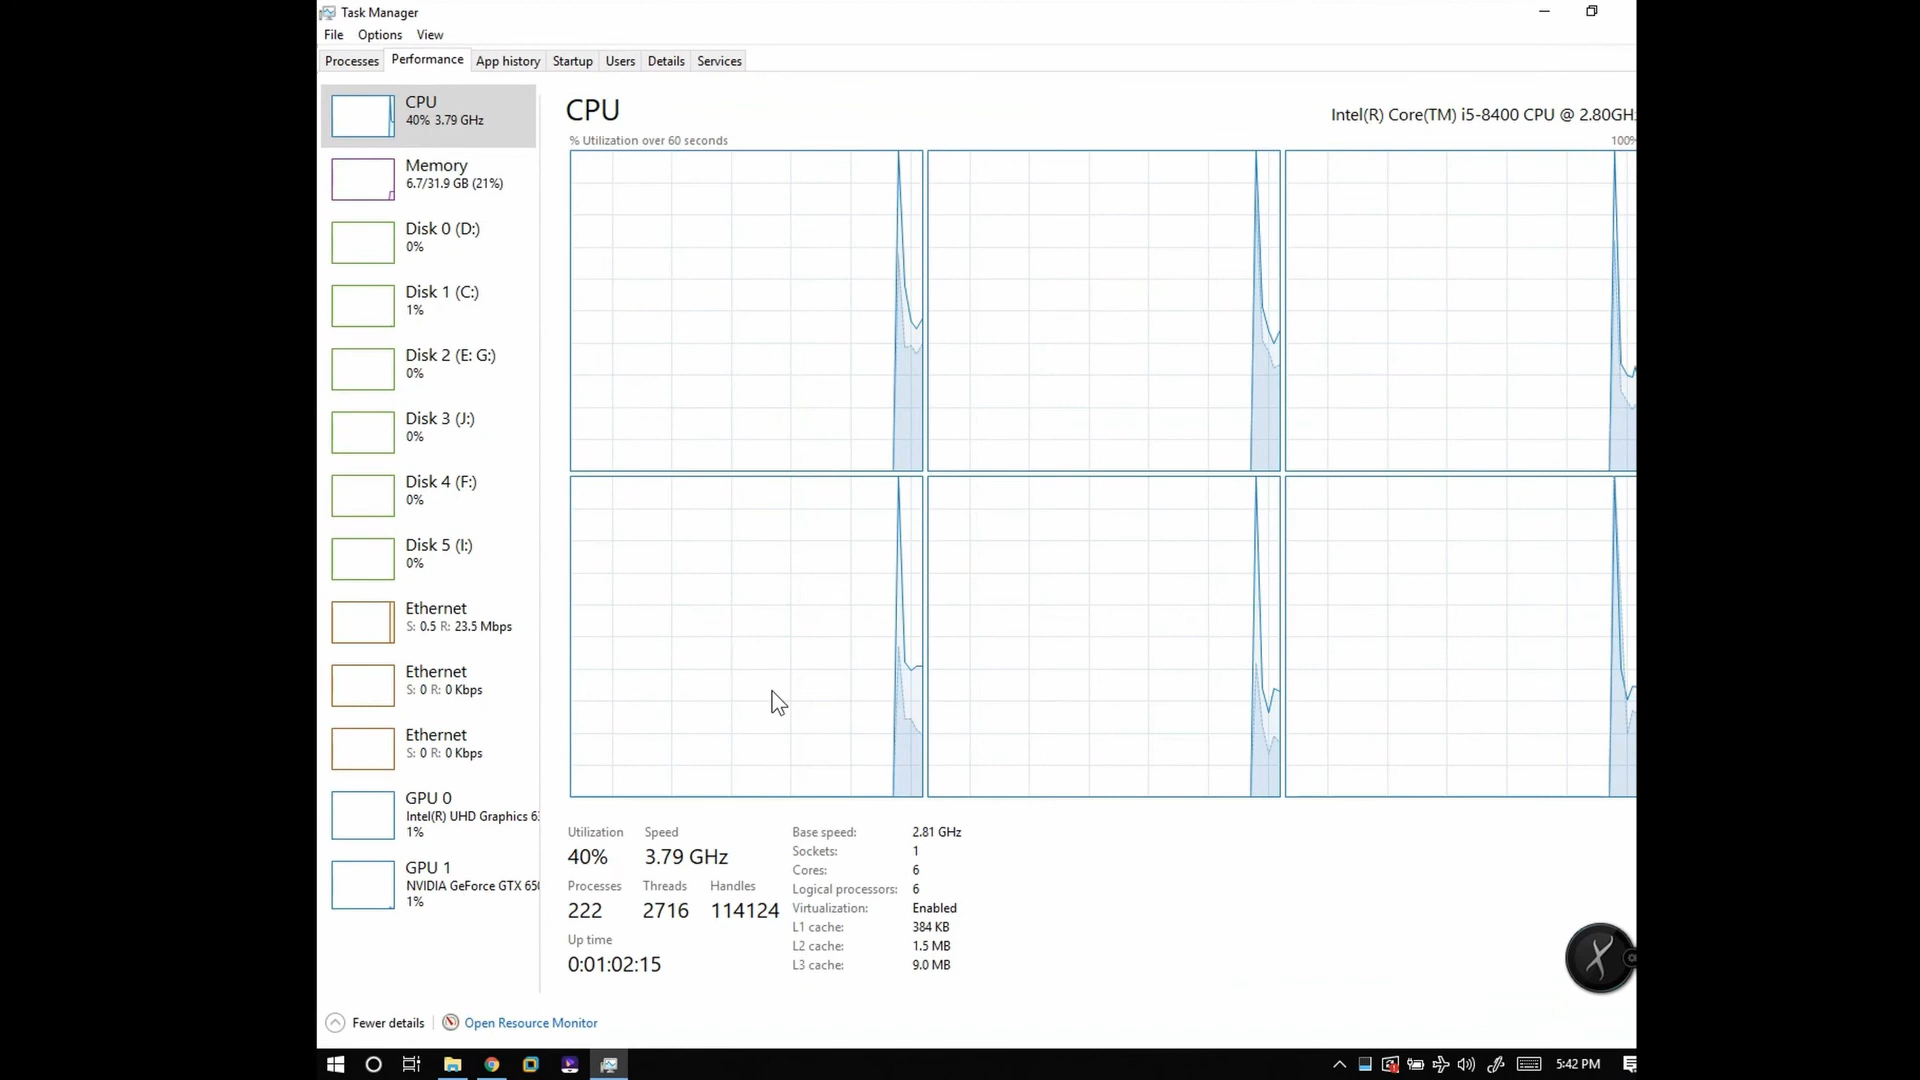 Task Manager
File Options View
Processes Performance App history Startup Users Details Services
CPU
40% 3.79 GHz
Memory
6.7/31.9 GB (21%)
Disk 0 (D:)
0%
Disk 1 (C:)
1%
Disk 2 (E: G:)
0%
Disk 3 (J:)
0%
Disk 4 (F:)
0%
Disk 5 (I:)
0%
Ethernet
S: 0.5 R: 23.5 Mbps
Ethernet
S: 0 R: 0 Kbps
Ethernet
S: 0 R: 0 Kbps
GPU 0
Intel(R) UHD Graphics 6
1%
GPU 1
NVIDIA GeForce GTX 650
1%
CPU
Intel(R) Core(TM) i5-8400 CPU @ 2.80GH
% Utilization over 60 seconds
100%
Utilization Speed
40% 3.79 GHz
Processes Threads Handles
222 2716 114124
Up time
0:01:02:15
Base speed: 2.81 GHz
Sockets: 1
Cores: 6
Logical processors: 6
Virtualization: Enabled
L1 cache: 384 KB
L2 cache: 1.5 MB
L3 cache: 9.0 MB
Fewer details Open Resource Monitor
5:42 PM